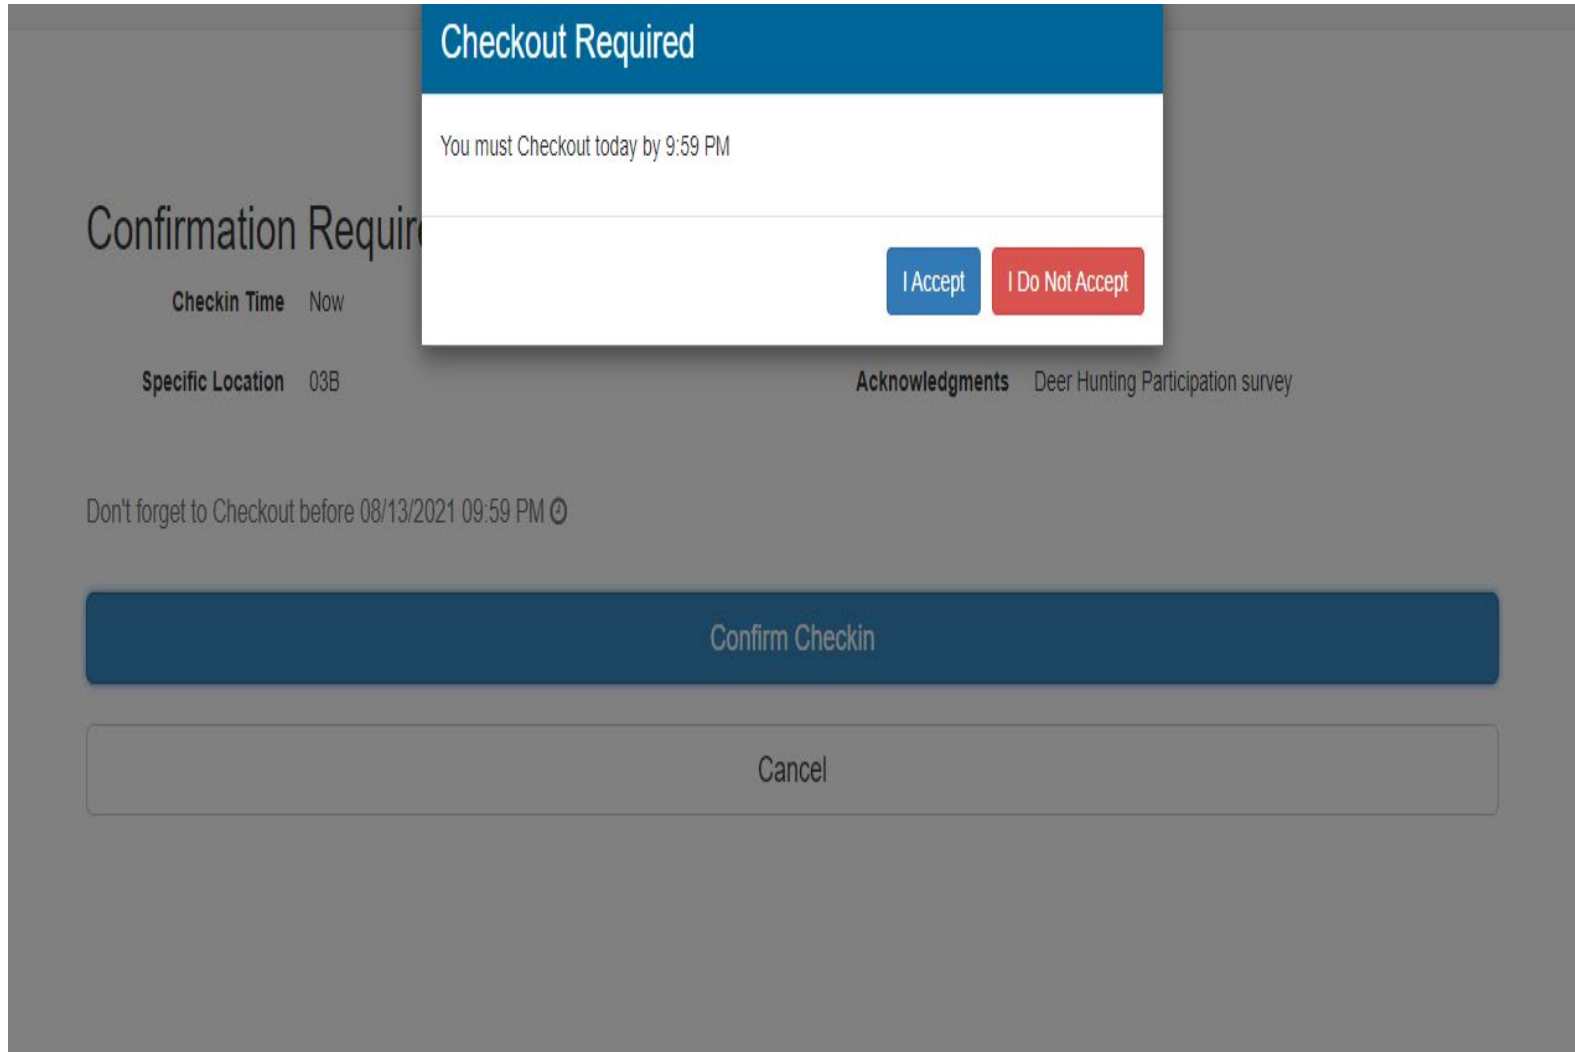 Checkout Required
You must Checkout today by 9:59 PM
I Accept
I Do Not Accept
Confirmation
Checkin Time Now
Specific Location 03B
Acknowledgments Deer Hunting Participation survey
Don't forget to Checkout before 08/13/2021 09:59 PM
Confirm Checkin
Cancel